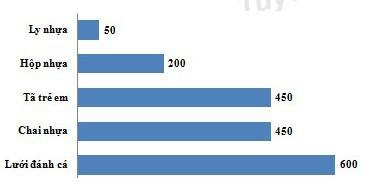 Ly nhựa 50
Hộp nhựa 200
Tã trẻ em 450
Chai nhựa 450
Lưới đánh cá 600